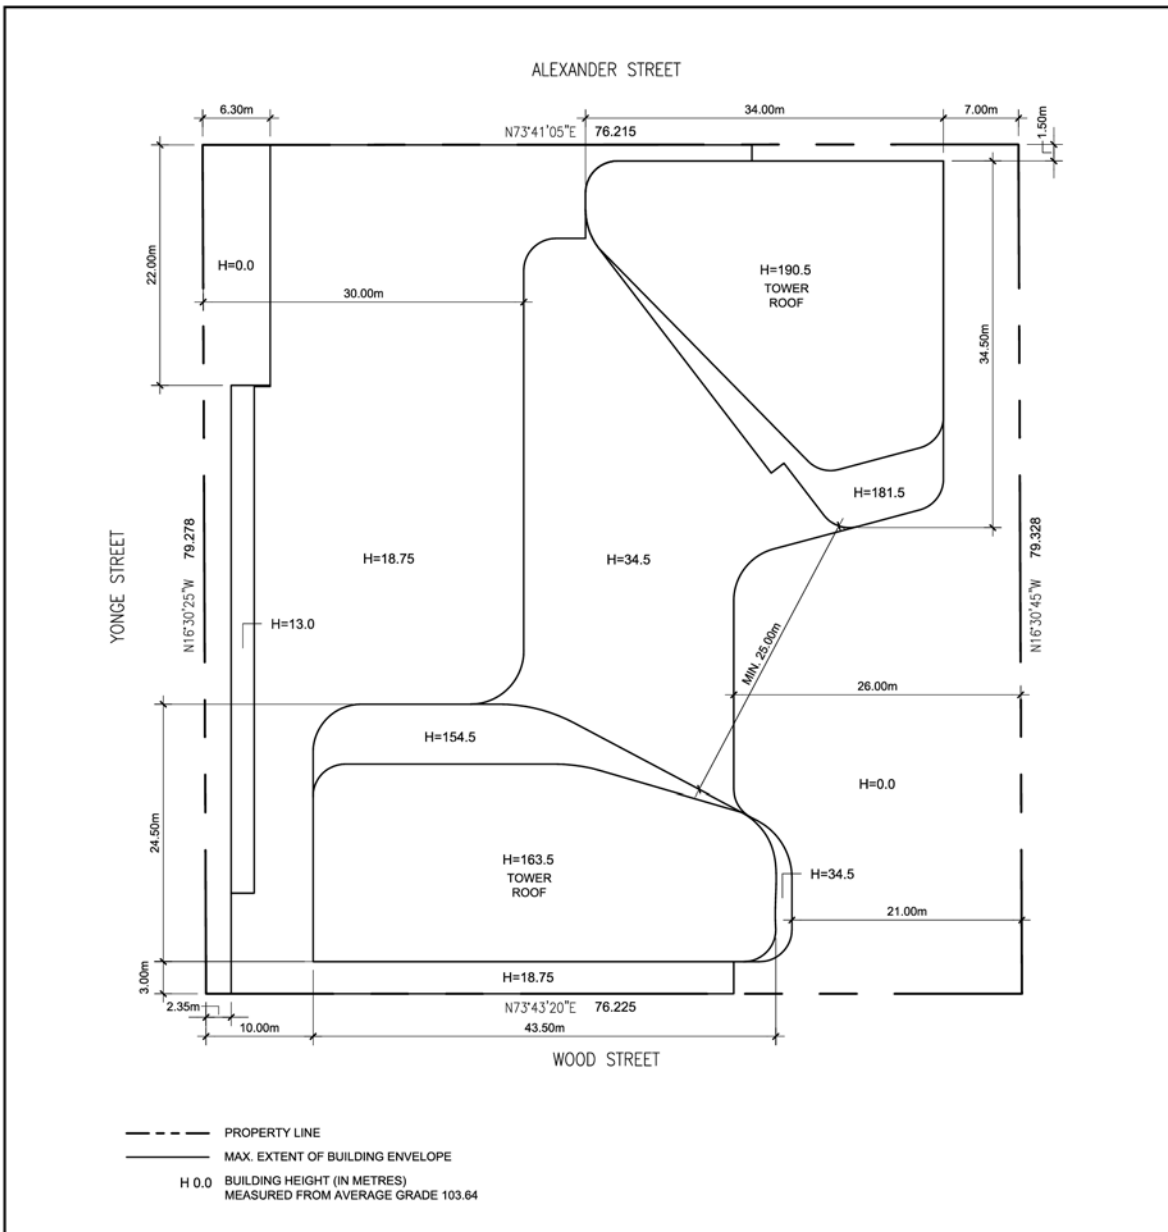 ALEXANDER STREET
6.30m
34.00m
7.00m
1.50m
N73°41'05"E 76.215
22.00m
H=0.0
30.00m
H=190.5
TOWER
ROOF
34.50m
H=181.5
YONGE STREET
N16°30'25"W 79.278
H=18.75
H=34.5
N16°30'45"W 79.328
H=13.0
MIN. 25.00m
26.00m
H=154.5
H=0.0
24.50m
H=163.5
TOWER
ROOF
H=34.5
21.00m
3.00m
H=18.75
2.35m
N73°43'20"E 76.225
10.00m
43.50m
WOOD STREET
PROPERTY LINE
MAX. EXTENT OF BUILDING ENVELOPE
H 0.0 BUILDING HEIGHT (IN METRES)
MEASURED FROM AVERAGE GRADE 103.64